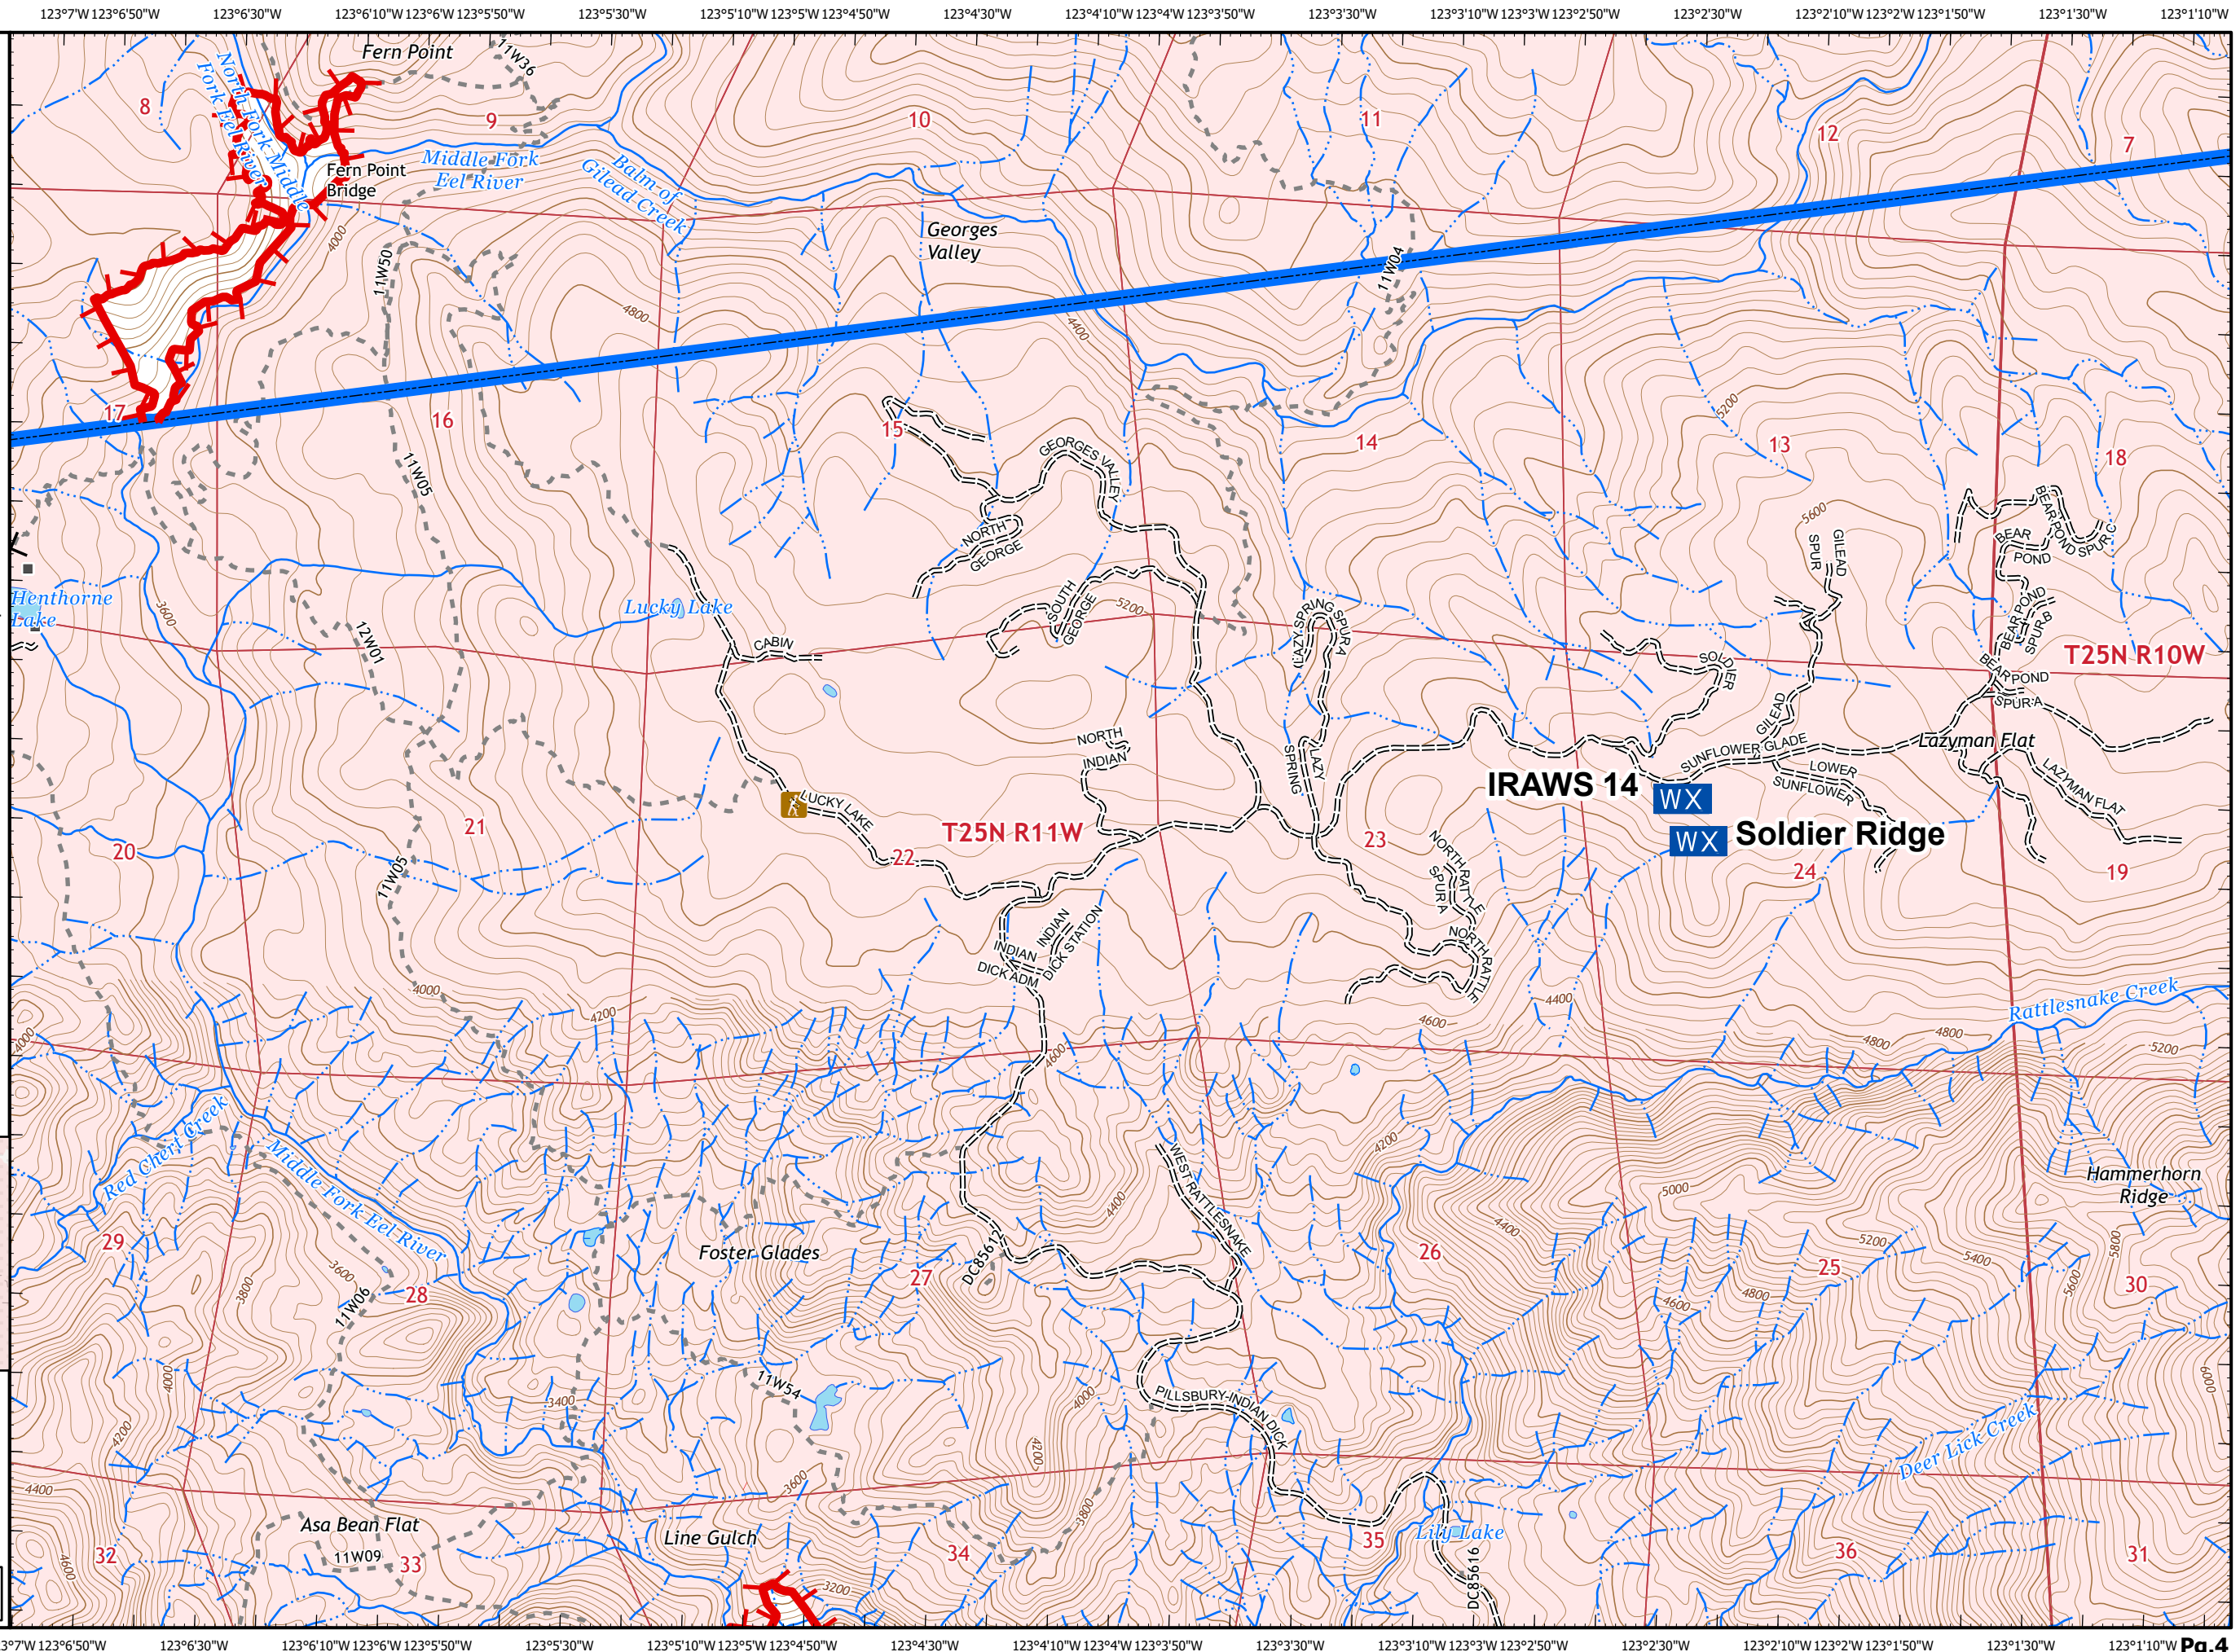 123°7'W 123°6'50"W 123°6'30"W 123°6'10"W 123°6'W 123°5'50"W 123°5'30"W 123°5'10"W 123°5'W 123°4'50"W 123°4'30"W 123°4'10"W 123°4'W 123°3'50"W 123°3'30"W 123°3'10"W 123°3'W 123°2'50"W 123°2'30"W 123°2'10"W 123°2'W 123°1'50"W 123°1'30"W 123°1'10"W
Fern Point
11W36
8
North Fork Middle
Fork Eel River
9
10
11
12
7
Middle Fork
Eel River
Fern Point
Bridge
Balm of
Gilead Creek
Georges
Valley
4000
11W50
11W04
4800
4400
5200
17
16
15
14
13
18
GEORGES VALLEY
11W05
NORTH
GEORGE
5600
SPUR
GILEAD
BEAR POND SPUR C
BEAR
POND
Henthorne
Lake
3600
12W01
Lucky Lake
CABIN
SOUTH
GEORGE
5200
LAZY SPRING SPUR A
SOLDIER
BEAR POND
SPUR B
T25N R10W
BEAR POND
SPUR A
GILEAD
NORTH
INDIAN
LAZY
SPRING
SUNFLOWER GLADE
Lazyman Flat
LOWER
SUNFLOWER
LAZYMAN FLAT
IRAWS 14
WX
LUCKY LAKE
T25N R11W
WX
Soldier Ridge
20
21
22
23
24
19
11W05
NORTH RATTLE
SPUR A
INDIAN
DICK STATION
INDIAN
DICK ADM
NORTH RATTLE
4000
4200
4600
4400
4800
4800
Rattlesnake Creek
5200
4000
4600
Red Chert Creek
Middle Fork Eel River
4200
WEST RATTLESNAKE
4400
5000
4400
Hammerhorn
Ridge
29
Foster Glades
DC85612
27
26
25
30
5200
5400
5600
5800
3800
3600
28
11W06
4600
4800
4000
4200
3400
11W54
4000
4200
PILLSBURY-INDIAN DICK
6000
Deer Lick Creek
4400
3600
3800
Asa Bean Flat
Line Gulch
11W09
32
33
34
35
Lily Lake
36
31
4600
3200
DC85616
123°7'W 123°6'50"W 123°6'30"W 123°6'10"W 123°6'W 123°5'50"W 123°5'30"W 123°5'10"W 123°5'W 123°4'50"W 123°4'30"W 123°4'10"W 123°4'W 123°3'50"W 123°3'30"W 123°3'10"W 123°3'W 123°2'50"W 123°2'30"W 123°2'10"W 123°2'W 123°1'50"W 123°1'30"W 123°1'10"W Pg.4